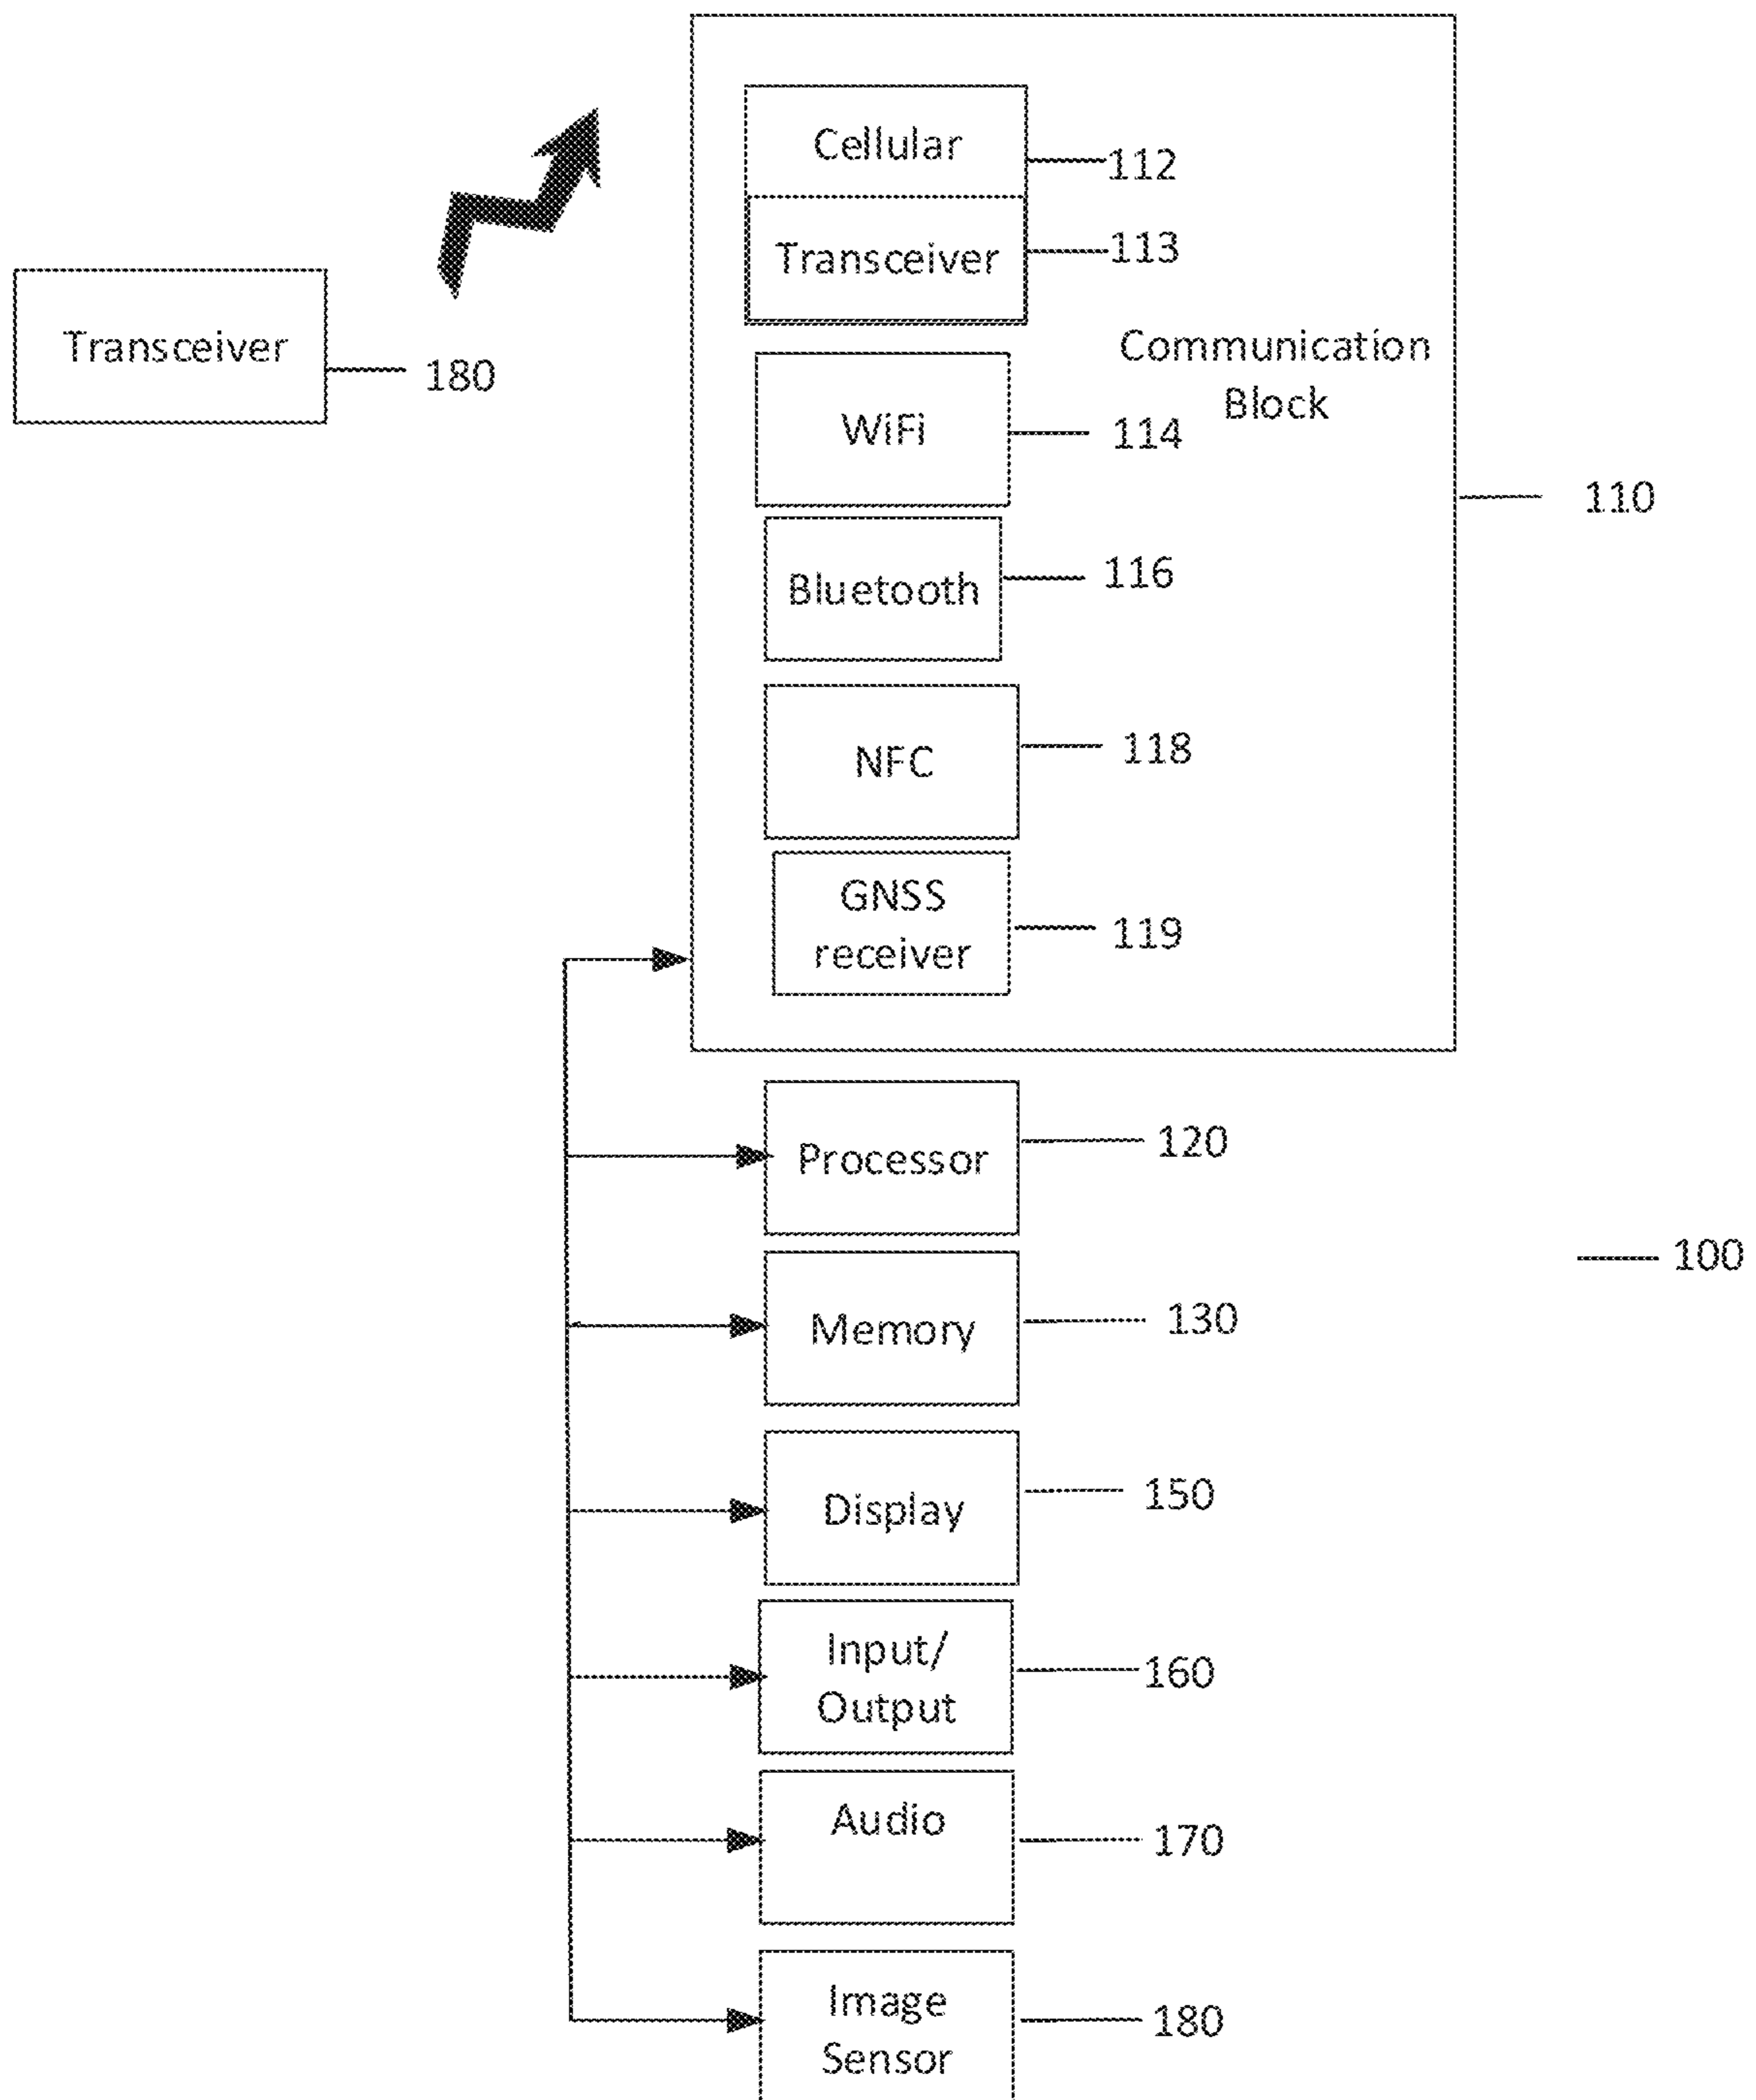 Cellular
112
Transceiver
113
Transceiver
180
Communication
Block
WiFi
114
110
Bluetooth
116
NFC
118
GNSS
receiver
119
Processor
120
100
Memory
130
Display
150
Input/
Output
160
Audio
170
Image
Sensor
180